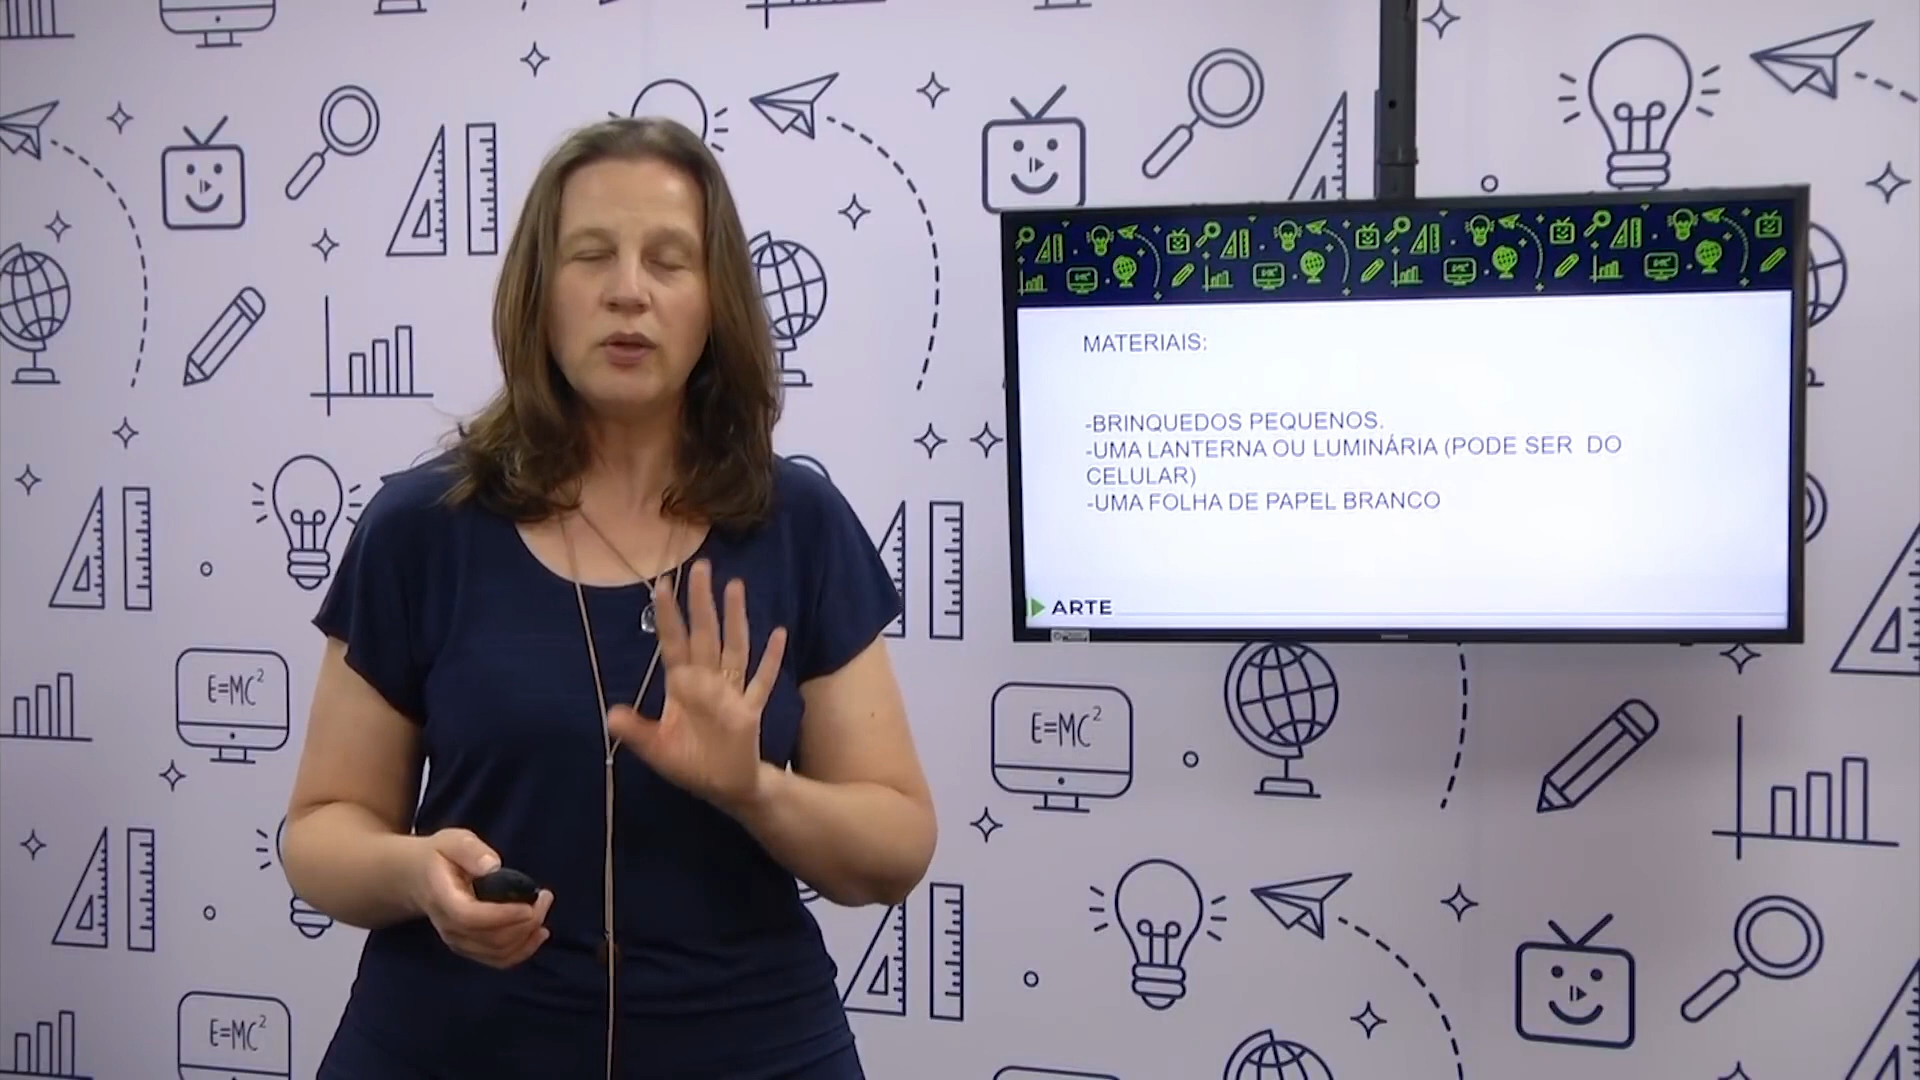 MATERIAIS:
-BRINQUEDOS PEQUENOS.
-UMA LANTERNA OU LUMINÁRIA (PODE SER DO
CELULAR)
-UMA FOLHA DE PAPEL BRANCO
ARTE
E=MC²
E=MC²
E=MC²